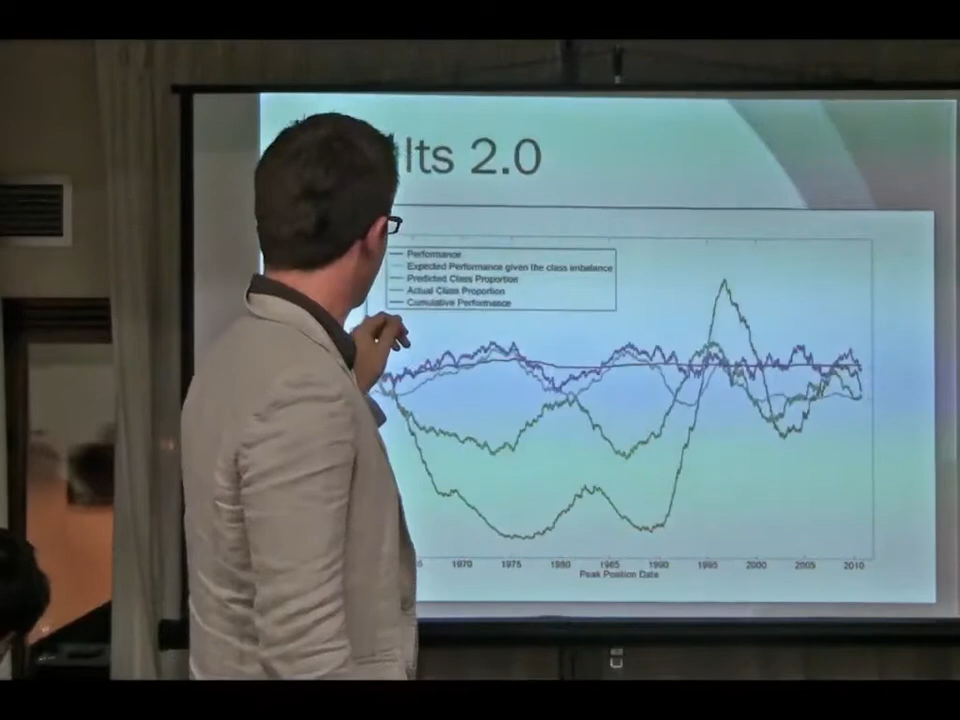 lts 2.0
Performance
Expected Performance given the class imbalance
Predicted Class Proportion
Actual Class Proportion
Cumulative Performance
1970 1975 1980 1985 1990 1995 2000 2005 2010
Peak Position Date